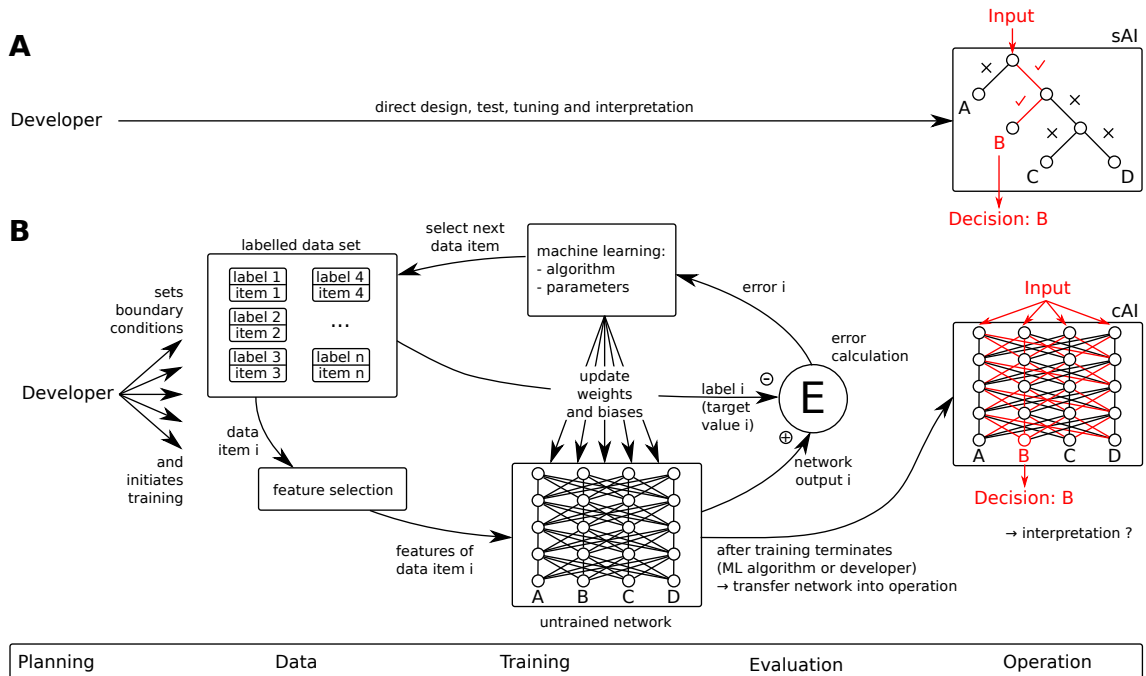 A
Developer
direct design, test, tuning and interpretation
Input
sAI
A
B
C
D
Decision: B
B
sets
boundary
conditions
Developer
and
initiates
training
labelled data set
label 1
item 1
label 2
item 2
label 3
item 3
label 4
item 4
...
label n
item n
select next
data item
machine learning:
- algorithm
- parameters
error i
error
calculation
E
update
weights
and biases
label i
(target
value i)
−
+
network
output i
data
item i
feature selection
features of
data item i
A B C D
untrained network
after training terminates
(ML algorithm or developer)
→ transfer network into operation
Input
cAI
A B C D
Decision: B
→ interpretation ?
Planning Data Training Evaluation Operation